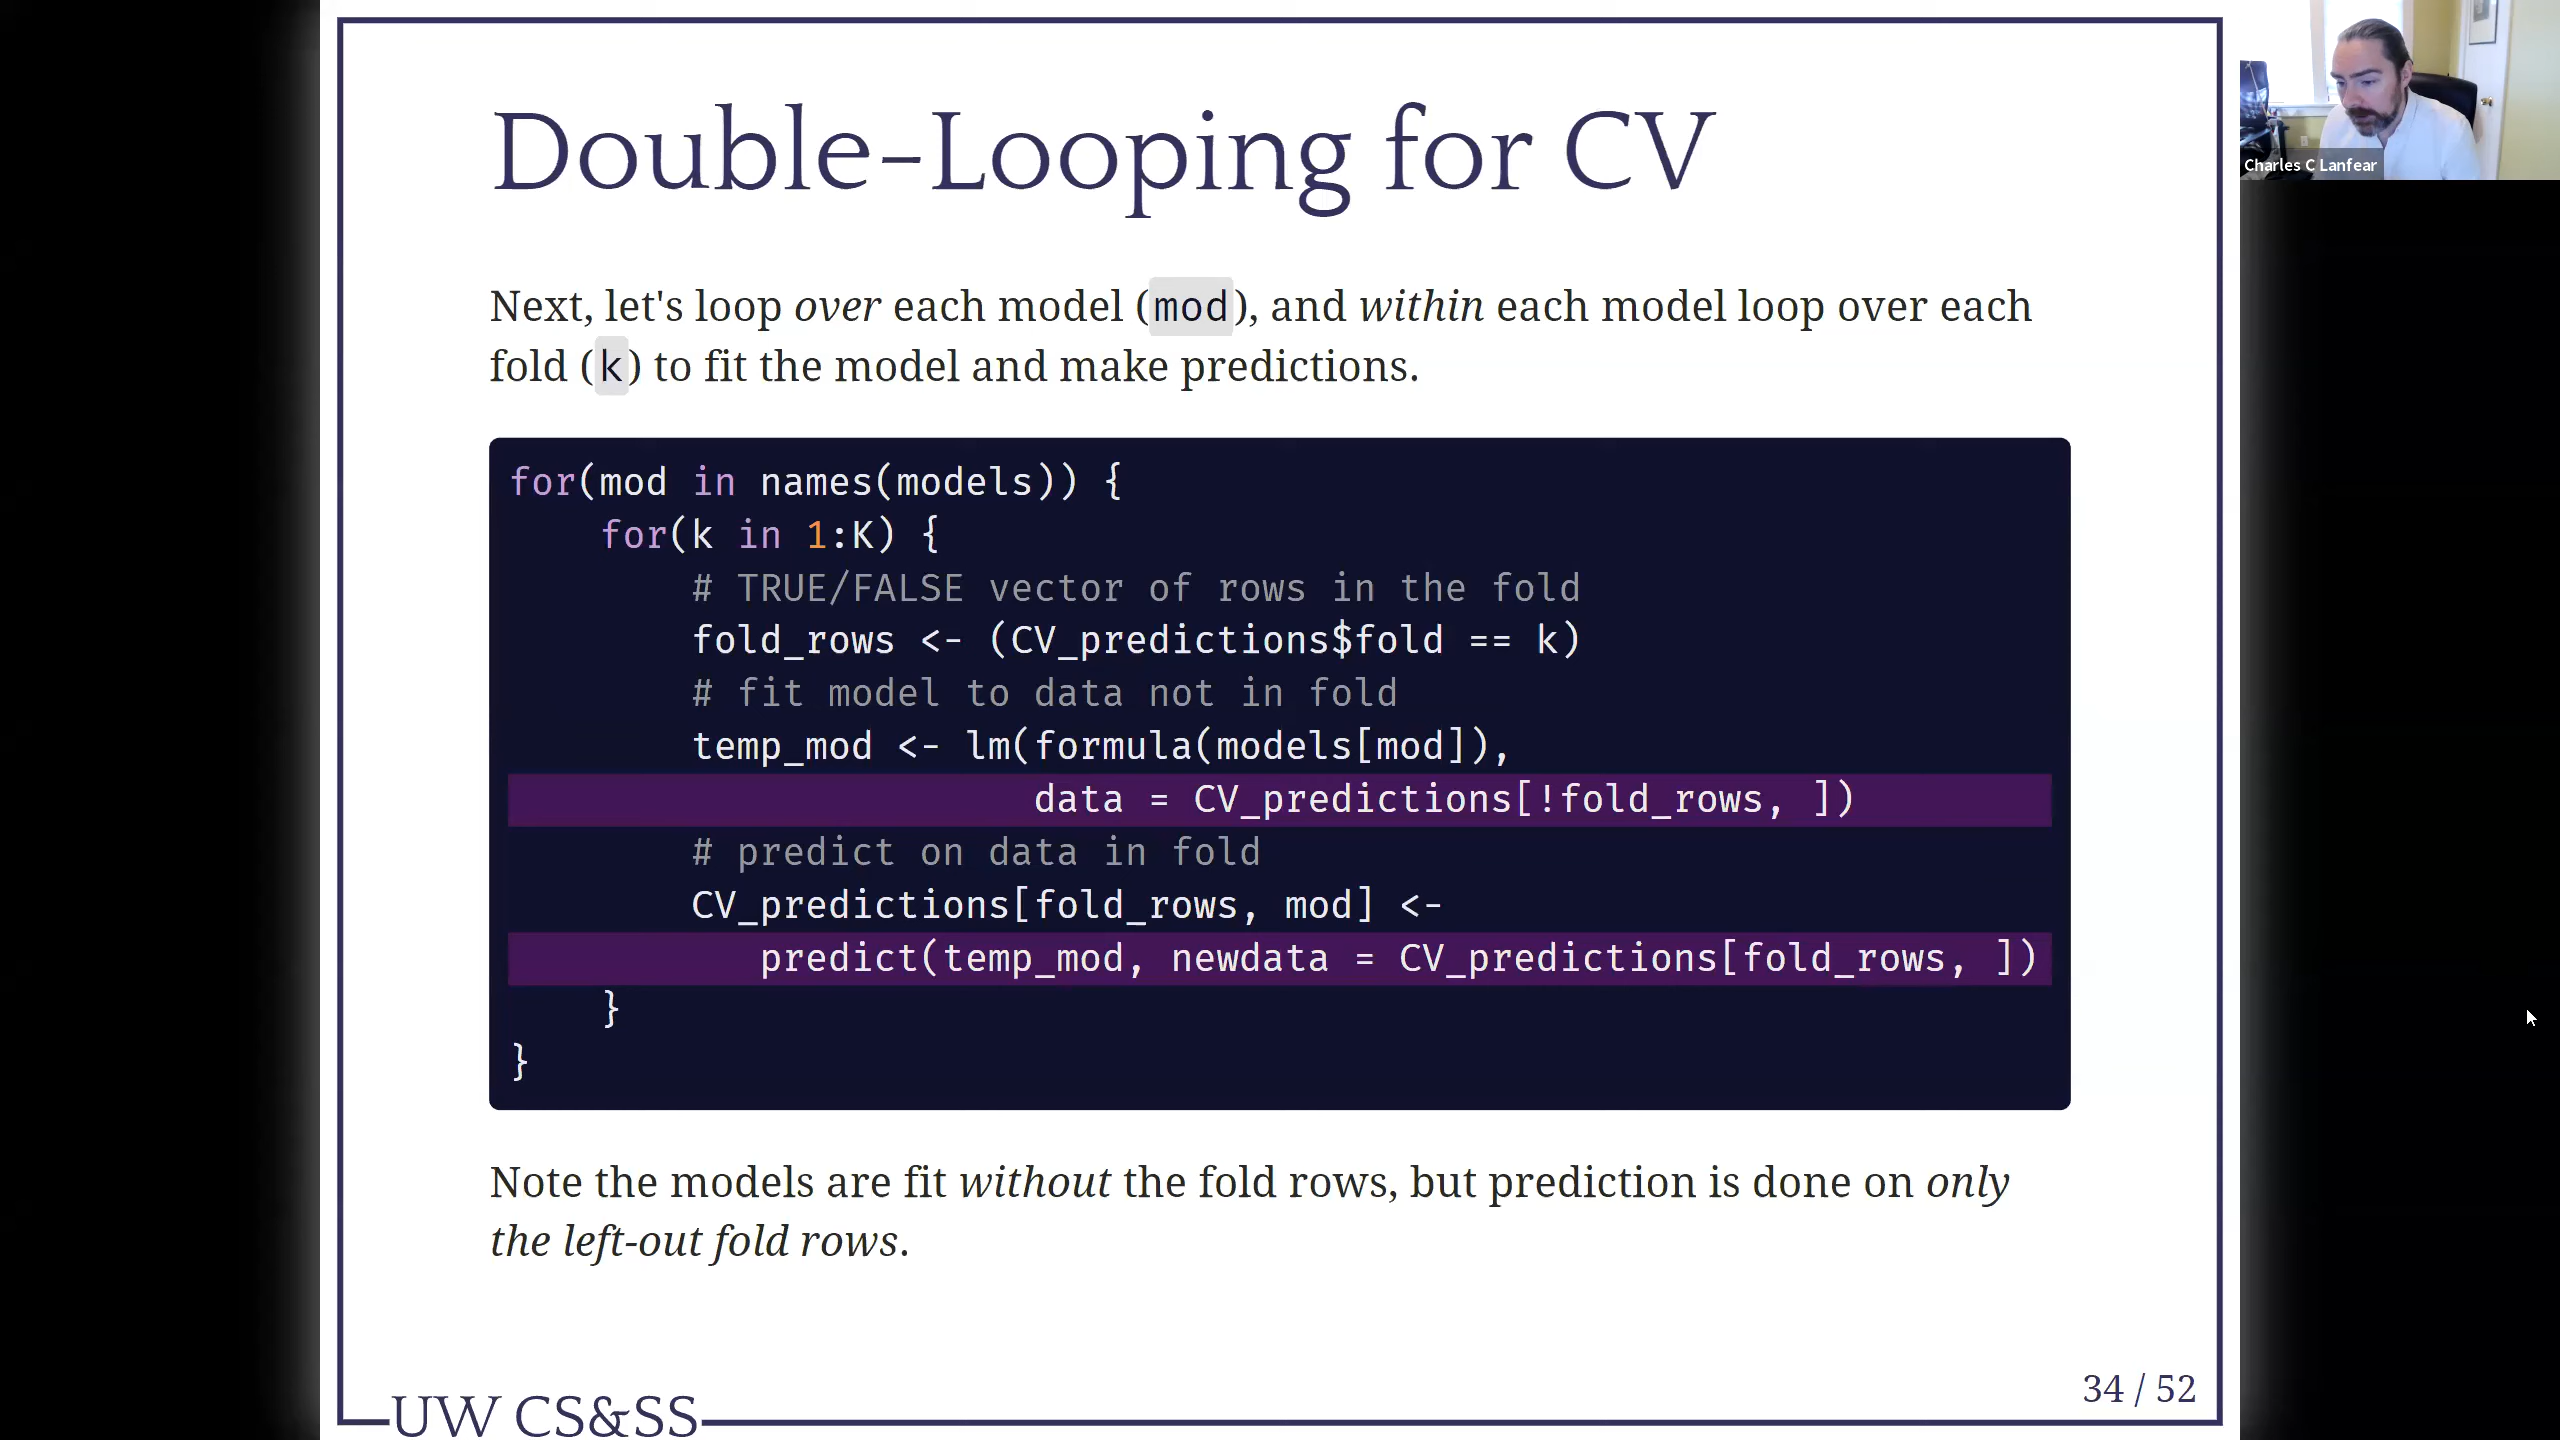 Double-Looping for CV
Charles C Lanfear
Next, let's loop over each model (mod), and within each model loop over each
fold (k) to fit the model and make predictions.
for(mod in names(models)) {
    for(k in 1:K) {
        # TRUE/FALSE vector of rows in the fold
        fold_rows <- (CV_predictions$fold == k)
        # fit model to data not in fold
        temp_mod <- lm(formula(models[mod]),
                       data = CV_predictions[!fold_rows, ])
        # predict on data in fold
        CV_predictions[fold_rows, mod] <-
           predict(temp_mod, newdata = CV_predictions[fold_rows, ])
    }
}
Note the models are fit without the fold rows, but prediction is done on only
the left-out fold rows.
34 / 52
UW CS&SS